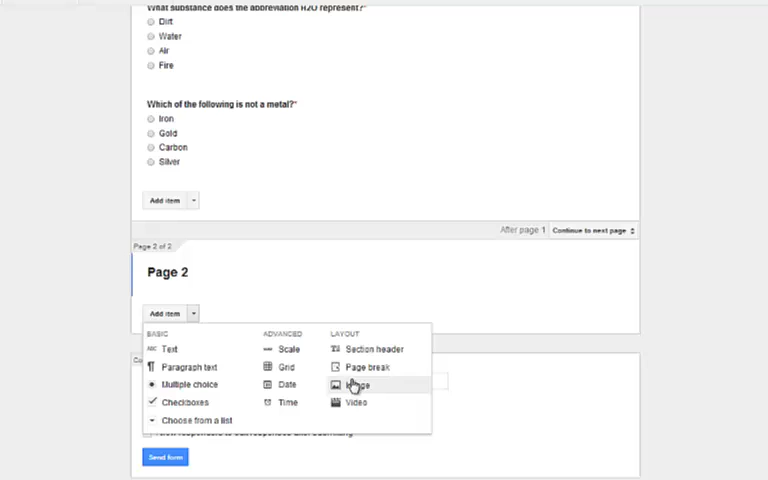 What substance does the abbreviation H2O represent?*
Dirt
Water
Air
Fire
Which of the following is not a metal?*
Iron
Gold
Carbon
Silver
Add item
After page 1 Continue to next page
Page 2 of 2
Page 2
Add item
BASIC ADVANCED LAYOUT
ABC Text Scale Section header
Paragraph text Grid Page break
Multiple choice Date Image
Checkboxes Time Video
Choose from a list
Send form